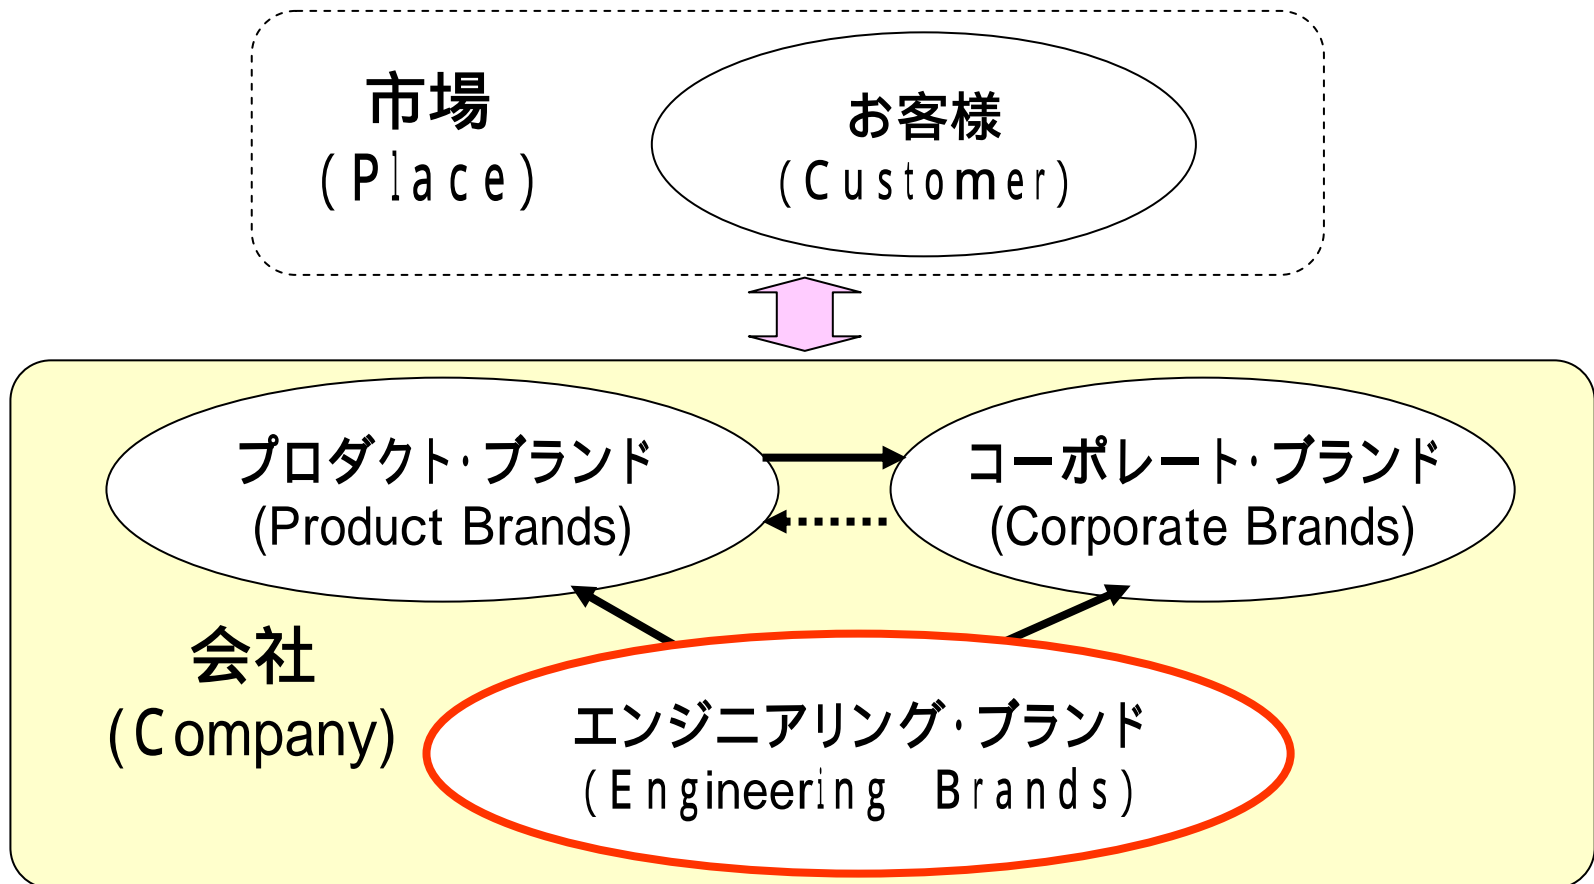 市場
(Place)
お客様
(Customer)
プロダクト・ブランド
(Product Brands)
コーポレート・ブランド
(Corporate Brands)
会社
(Company)
エンジニアリング・ブランド
(Engineering Brands)